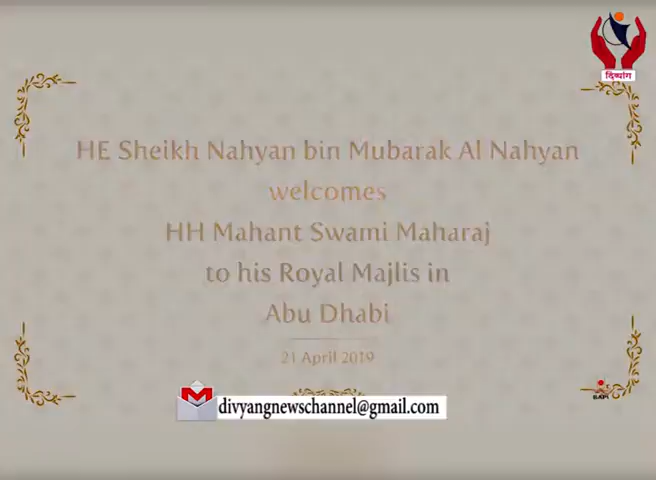 दिव्यांग
HE Sheikh Nahyan bin Mubarak Al Nahyan
welcomes
HH Mahant Swami Maharaj
to his Royal Majlis in
Abu Dhabi
21 April 2019
divyangnewschannel@gmail.com